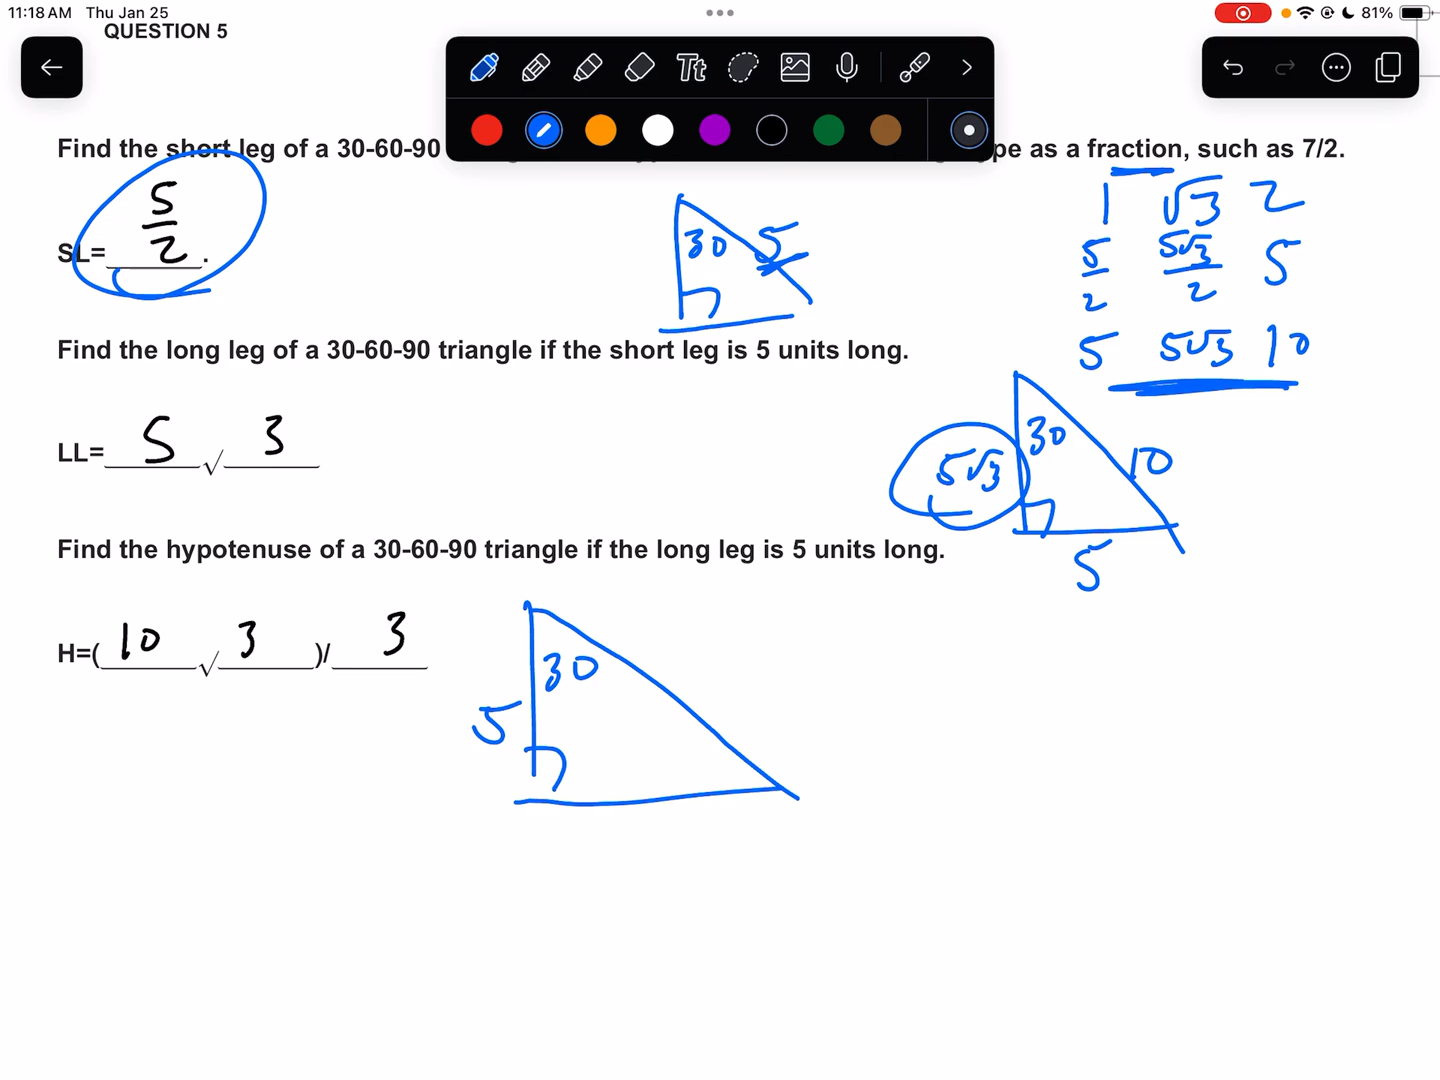 11:18 AM Thu Jan 25
81%
QUESTION 5
Tt
Find the short leg of a 30-60-90
pe as a fraction, such as 7/2.
1 √3 2
5/2 5√3/2 5
5 5√3 10
SL= 5/2 .
30 5
Find the long leg of a 30-60-90 triangle if the short leg is 5 units long.
LL= 5 √ 3
30
5√3
10
5
Find the hypotenuse of a 30-60-90 triangle if the long leg is 5 units long.
H=( 10 √ 3 )/ 3
30
5